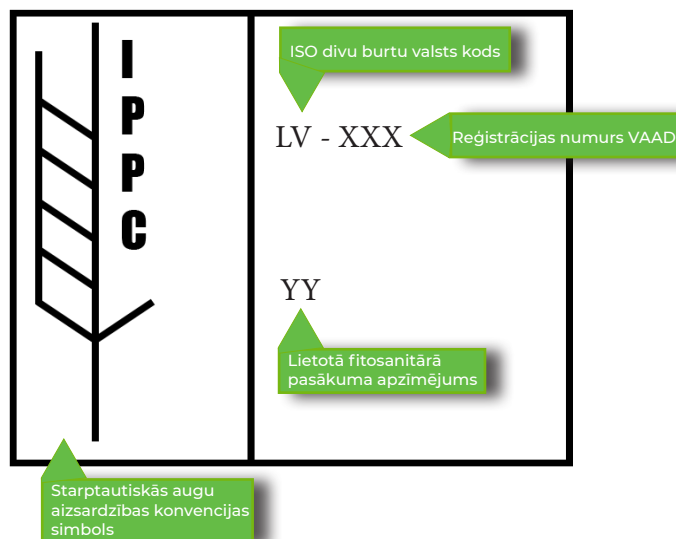 I
P
P
C
ISO divu burtu valsts kods
LV - XXX
Reģistrācijas numurs VAAD
YY
Lietotā fitosanitārā
pasākuma apzīmējums
Starptautiskās augu
aizsardzības konvencijas
simbols